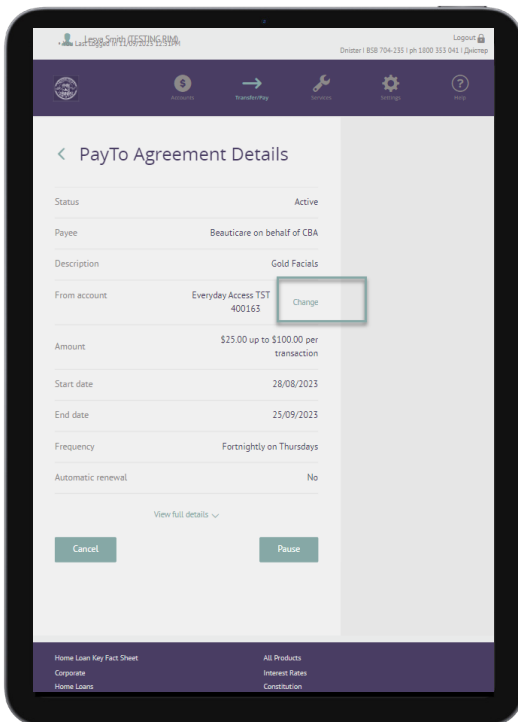 Lesya Smith (TESTING RIM)
Last Logged in 11/09/2023 12:51PM
Logout
Dnister | BSB 704-235 | ph 1800 353 041 | Дністер
Accounts
Transfer/Pay
Services
Settings
Help
PayTo Agreement Details
Status Active
Payee Beauticare on behalf of CBA
Description Gold Facials
From account Everyday Access TST
400163
Change
Amount $25.00 up to $100.00 per
transaction
Start date 28/08/2023
End date 25/09/2023
Frequency Fortnightly on Thursdays
Automatic renewal No
View full details
Cancel Pause
Home Loan Key Fact Sheet All Products
Corporate Interest Rates
Home Loans Constitution